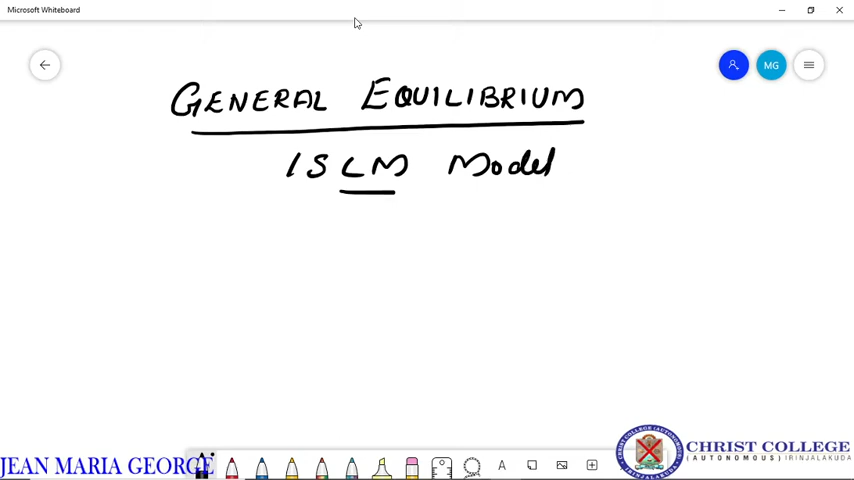 Microsoft Whiteboard
MG
GENERAL EQUILIBRIUM
ISLM Model
JEAN MARIA GEORGE
A
CHRIST COLLEGE
(AUTONOMOUS) IRINJALAKUDA